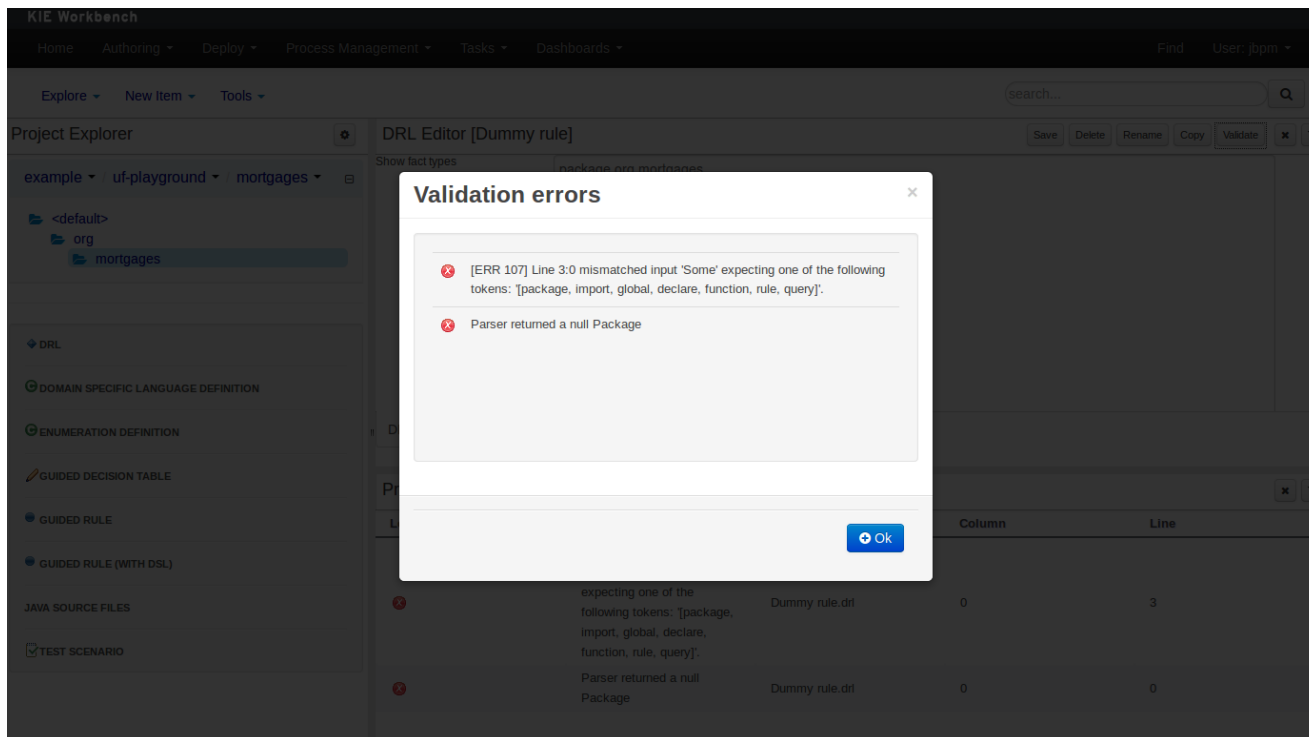 KIE Workbench
Home Authoring Deploy Process Management Tasks Dashboards Find User: jbpm
Explore New Item Tools search...
Project Explorer
example / uf-playground / mortgages
<default>
org
mortgages
DRL
DOMAIN SPECIFIC LANGUAGE DEFINITION
ENUMERATION DEFINITION
GUIDED DECISION TABLE
GUIDED RULE
GUIDED RULE (WITH DSL)
JAVA SOURCE FILES
TEST SCENARIO
DRL Editor [Dummy rule] Save Delete Rename Copy Validate
Show fact types
package org.mortgages
Validation errors
[ERR 107] Line 3:0 mismatched input 'Some' expecting one of the following
tokens: '[package, import, global, declare, function, rule, query]'.
Parser returned a null Package
Ok
Column Line
expecting one of the
following tokens: '[package,
import, global, declare,
function, rule, query]'.
Dummy rule.drl 0 3
Parser returned a null
Package
Dummy rule.drl 0 0